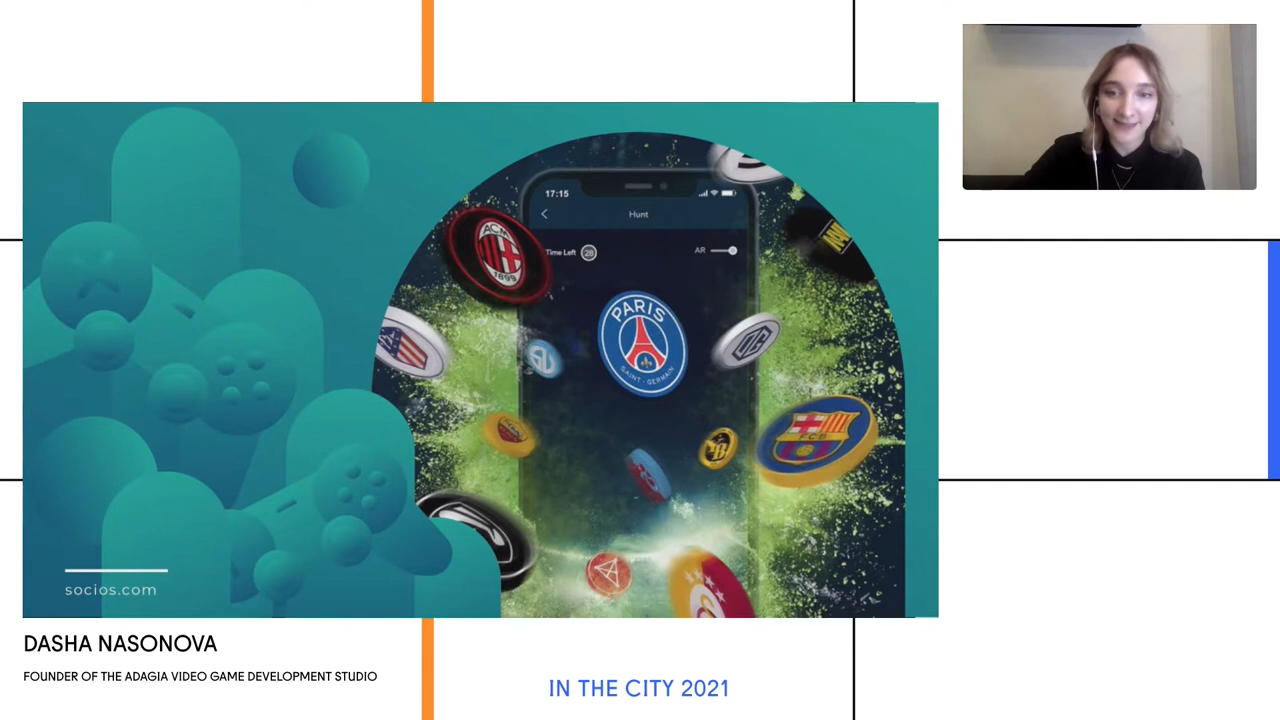 17:15
Hunt
Time Left 28
AR
ACM
1899
PARIS
SAINT-GERMAIN
FCB
socios.com
DASHA NASONOVA
FOUNDER OF THE ADAGIA VIDEO GAME DEVELOPMENT STUDIO
IN THE CITY 2021